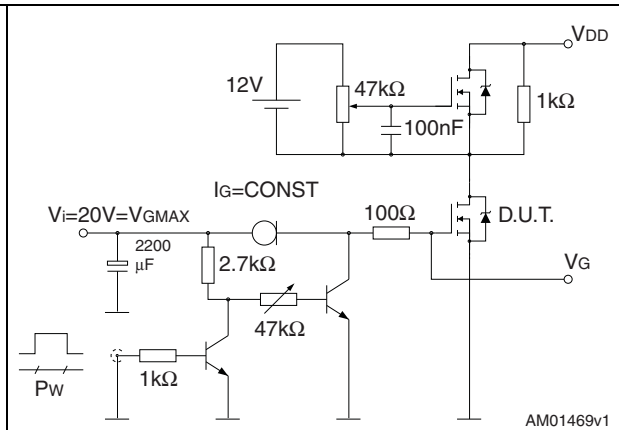 VDD
12V
47kΩ
1kΩ
100nF
IG=CONST
Vi=20V=VGMAX
100Ω
D.U.T.
2200
μF
2.7kΩ
VG
47kΩ
1kΩ
PW
AM01469v1